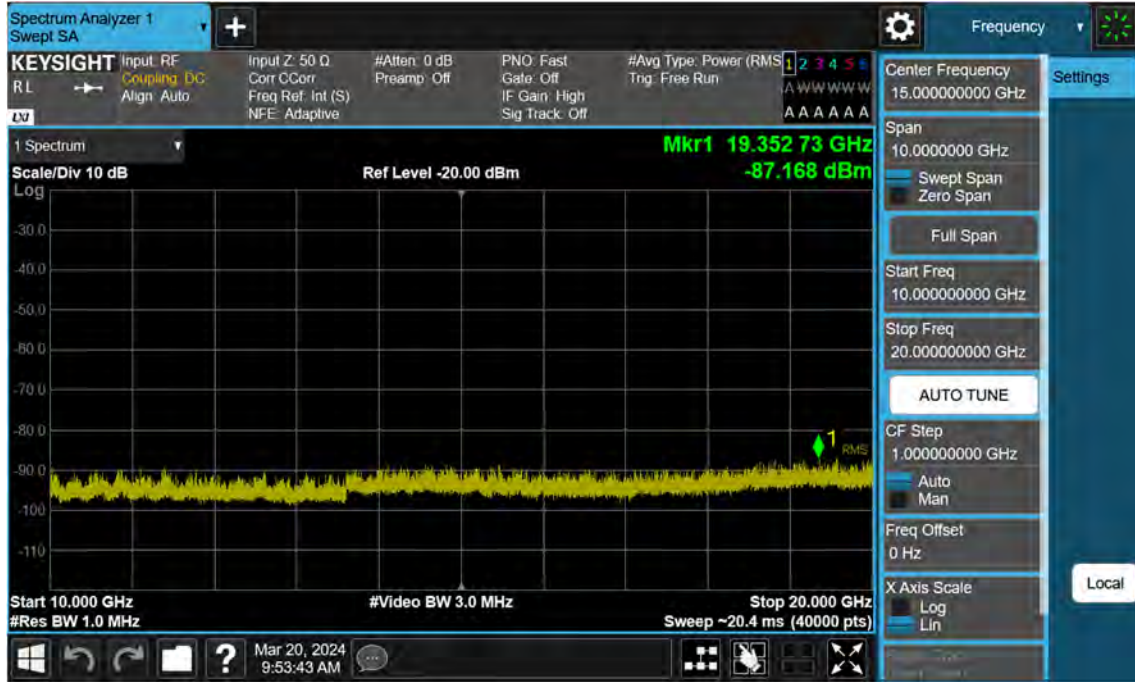 Spectrum Analyzer 1
Swept SA
Frequency
KEYSIGHT
RL
LXI
Input: RF
Coupling: DC
Align: Auto
Input Z: 50 Ω
Corr CCorr
Freq Ref: Int (S)
NFE: Adaptive
#Atten: 0 dB
Preamp: Off
PNO: Fast
Gate: Off
IF Gain: High
Sig Track: Off
#Avg Type: Power (RMS
Trig: Free Run
1 2 3 4 5 6
A W W W W W
A A A A A A
1 Spectrum
Scale/Div 10 dB
Ref Level -20.00 dBm
Mkr1 19.352 73 GHz
-87.168 dBm
Log
-30.0
-40.0
-50.0
-60.0
-70.0
-80.0
-90.0
-100
-110
1
RMS
Start 10.000 GHz
#Res BW 1.0 MHz
#Video BW 3.0 MHz
Stop 20.000 GHz
Sweep ~20.4 ms (40000 pts)
Mar 20, 2024
9:53:43 AM
Center Frequency
15.000000000 GHz
Span
10.0000000 GHz
Swept Span
Zero Span
Full Span
Start Freq
10.000000000 GHz
Stop Freq
20.000000000 GHz
AUTO TUNE
CF Step
1.000000000 GHz
Auto
Man
Freq Offset
0 Hz
X Axis Scale
Log
Lin
Settings
Local